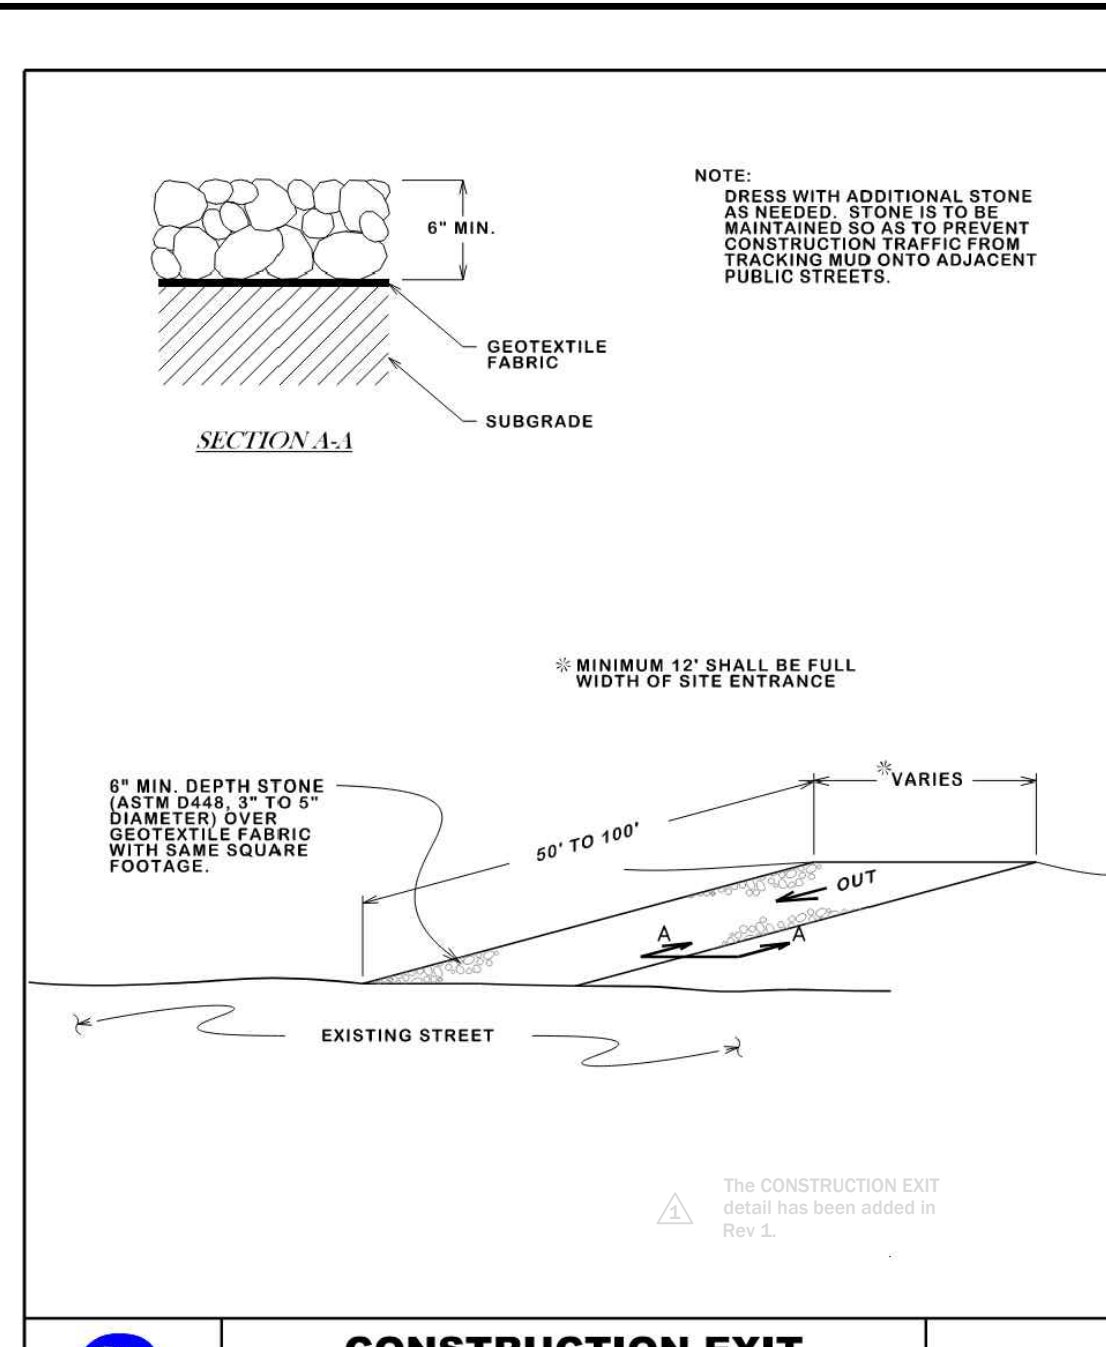 NOTE:
DRESS WITH ADDITIONAL STONE
AS NEEDED. STONE IS TO BE
MAINTAINED SO AS TO PREVENT
CONSTRUCTION TRAFFIC FROM
TRACKING MUD ONTO ADJACENT
PUBLIC STREETS.
6" MIN.
GEOTEXTILE
FABRIC
SUBGRADE
SECTION A-A
* MINIMUM 12' SHALL BE FULL
WIDTH OF SITE ENTRANCE
6" MIN. DEPTH STONE
(ASTM D448, 3" TO 5"
DIAMETER) OVER
GEOTEXTILE FABRIC
WITH SAME SQUARE
FOOTAGE.
50' TO 100'
*VARIES
OUT
A
A
EXISTING STREET
1
The CONSTRUCTION EXIT
detail has been added in
Rev 1.
CONSTRUCTION EXIT